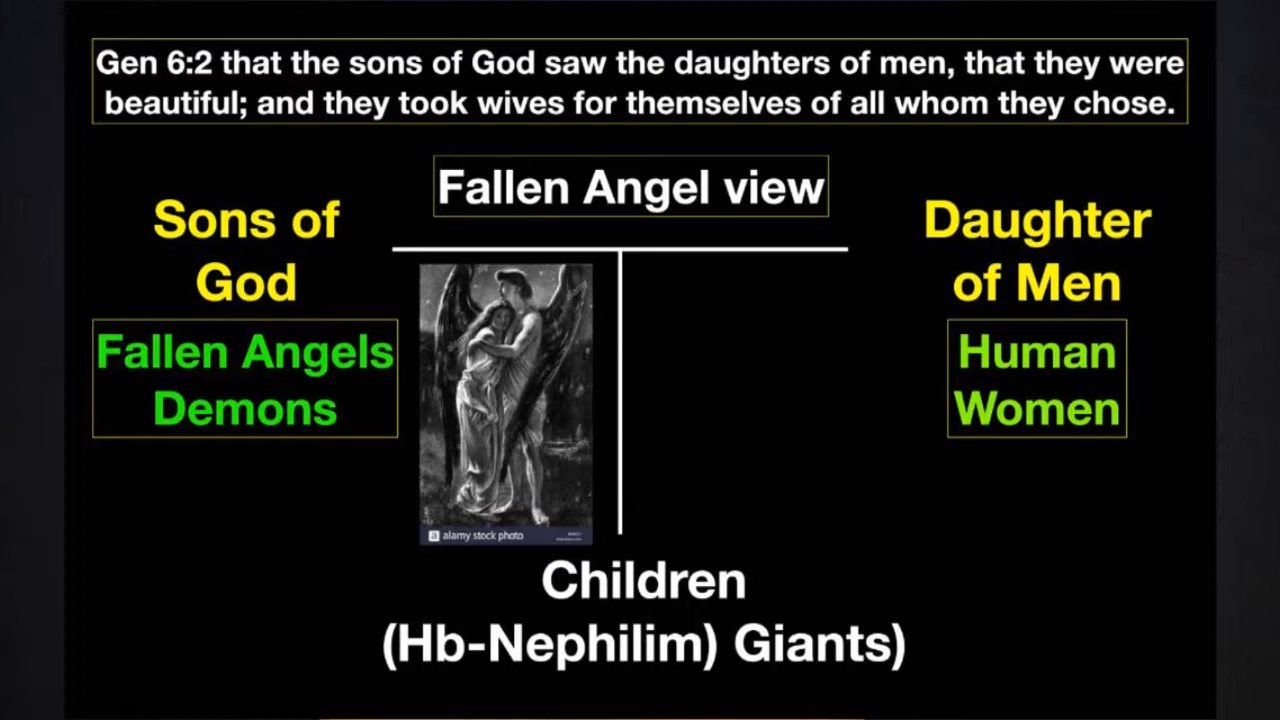 Gen 6:2 that the sons of God saw the daughters of men, that they were
beautiful; and they took wives for themselves of all whom they chose.
Fallen Angel view
Sons of
God
Fallen Angels
Demons
Daughter
of Men
Human
Women
a alamy stock photo
Children
(Hb-Nephilim) Giants)